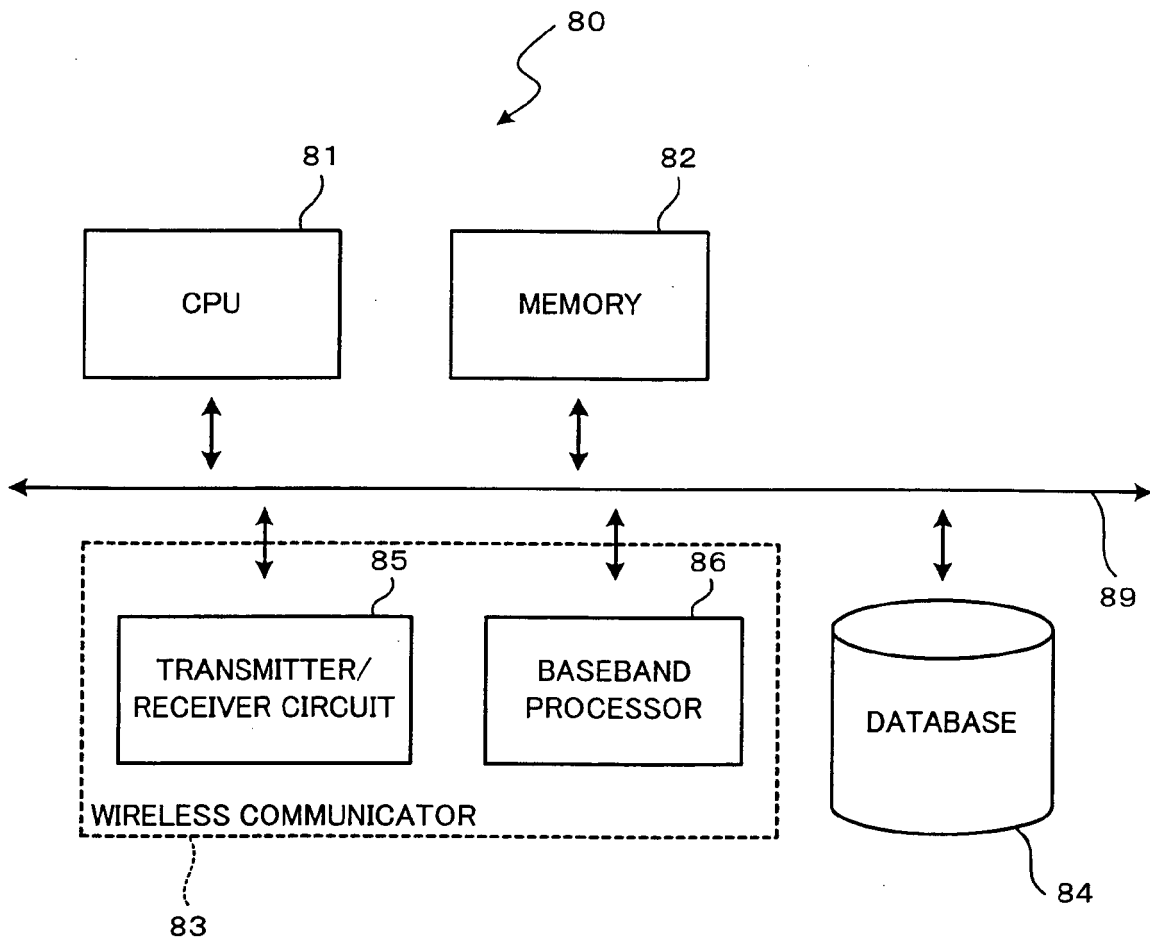 80
81
82
CPU
MEMORY
85
86
89
TRANSMITTER/
RECEIVER CIRCUIT
BASEBAND
PROCESSOR
DATABASE
WIRELESS COMMUNICATOR
83
84